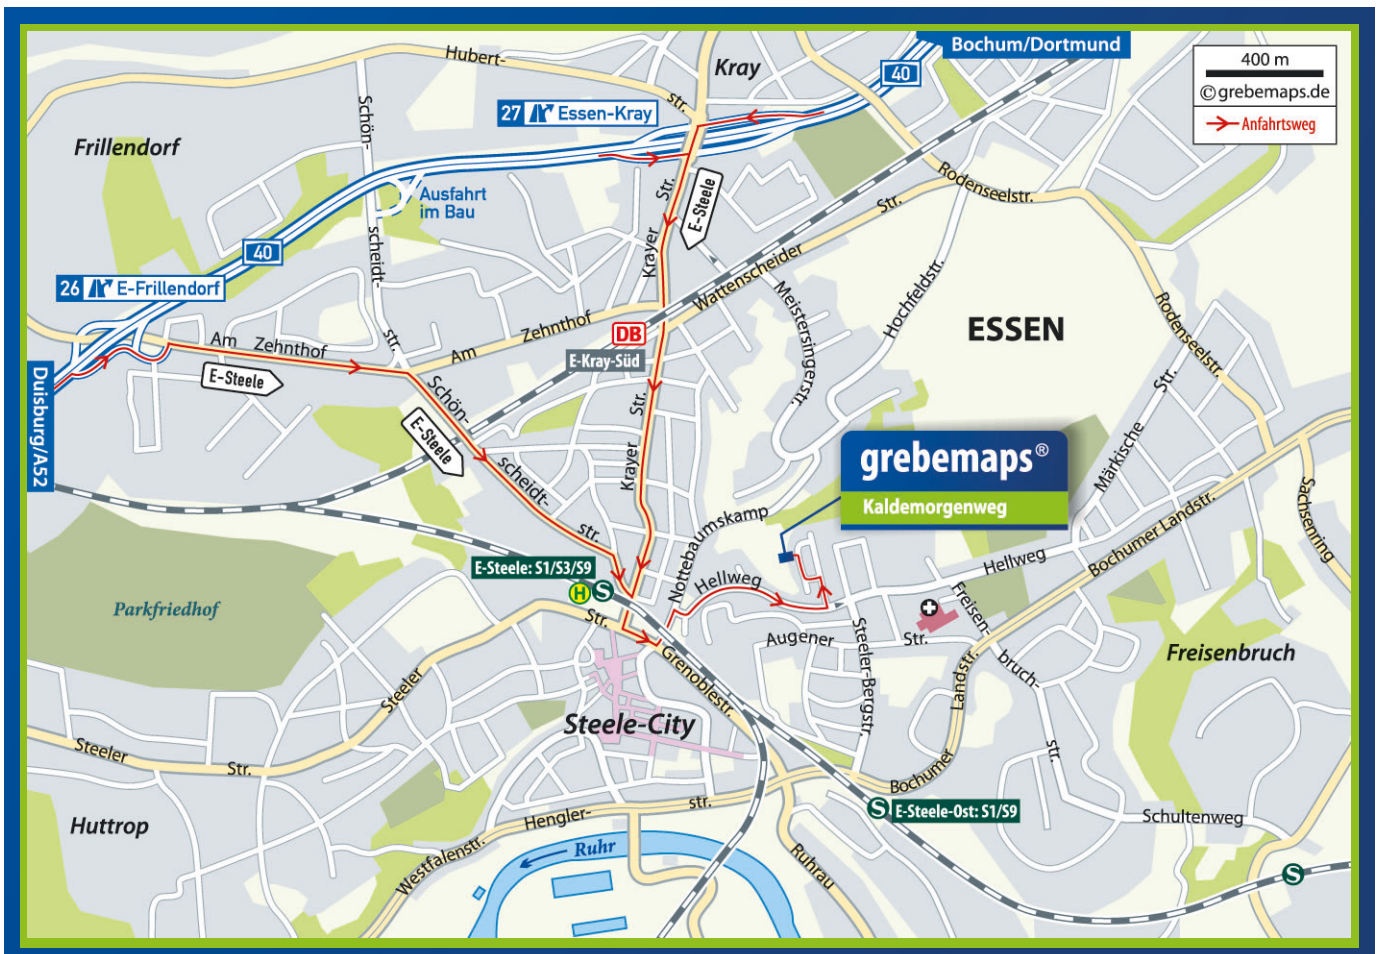 Bochum/Dortmund
400 m
©grebemaps.de
Anfahrtsweg
Hubert-
str.
Kray
40
27 Essen-Kray
Schön-
scheidt-
str.
Frillendorf
Ausfahrt
im Bau
Str.
E-Steele
Krayer
Rodenseelstr.
Str.
Wattenscheider
40
26 E-Frillendorf
Meistersingerstr.
Hochfeldstr.
Rodenseelstr.
ESSEN
Am Zehnthof
Am Zehnthof
DB
E-Kray-Süd
E-Steele
Duisburg/A52
Schön-
scheidt-
str.
E-Steele
Str.
Krayer
Märkische Str.
grebemaps®
Kaldemorgenweg
Sachsenring
Bochumer Landstr.
Nottebaumskamp
Hellweg
Hellweg
E-Steele: S1/S3/S9
H
S
Parkfriedhof
Str.
Steeler
Augener Str.
Freisen-
bruch-
str.
Steeler-Bergstr.
Landstr.
Bochumer
Freisenbruch
Grenoblestr.
Steele-City
Steeler Str.
Huttrop
Hengler-
str.
S
E-Steele-Ost: S1/S9
Schultenweg
Westfalenstr.
Ruhr
Ruhrau
S